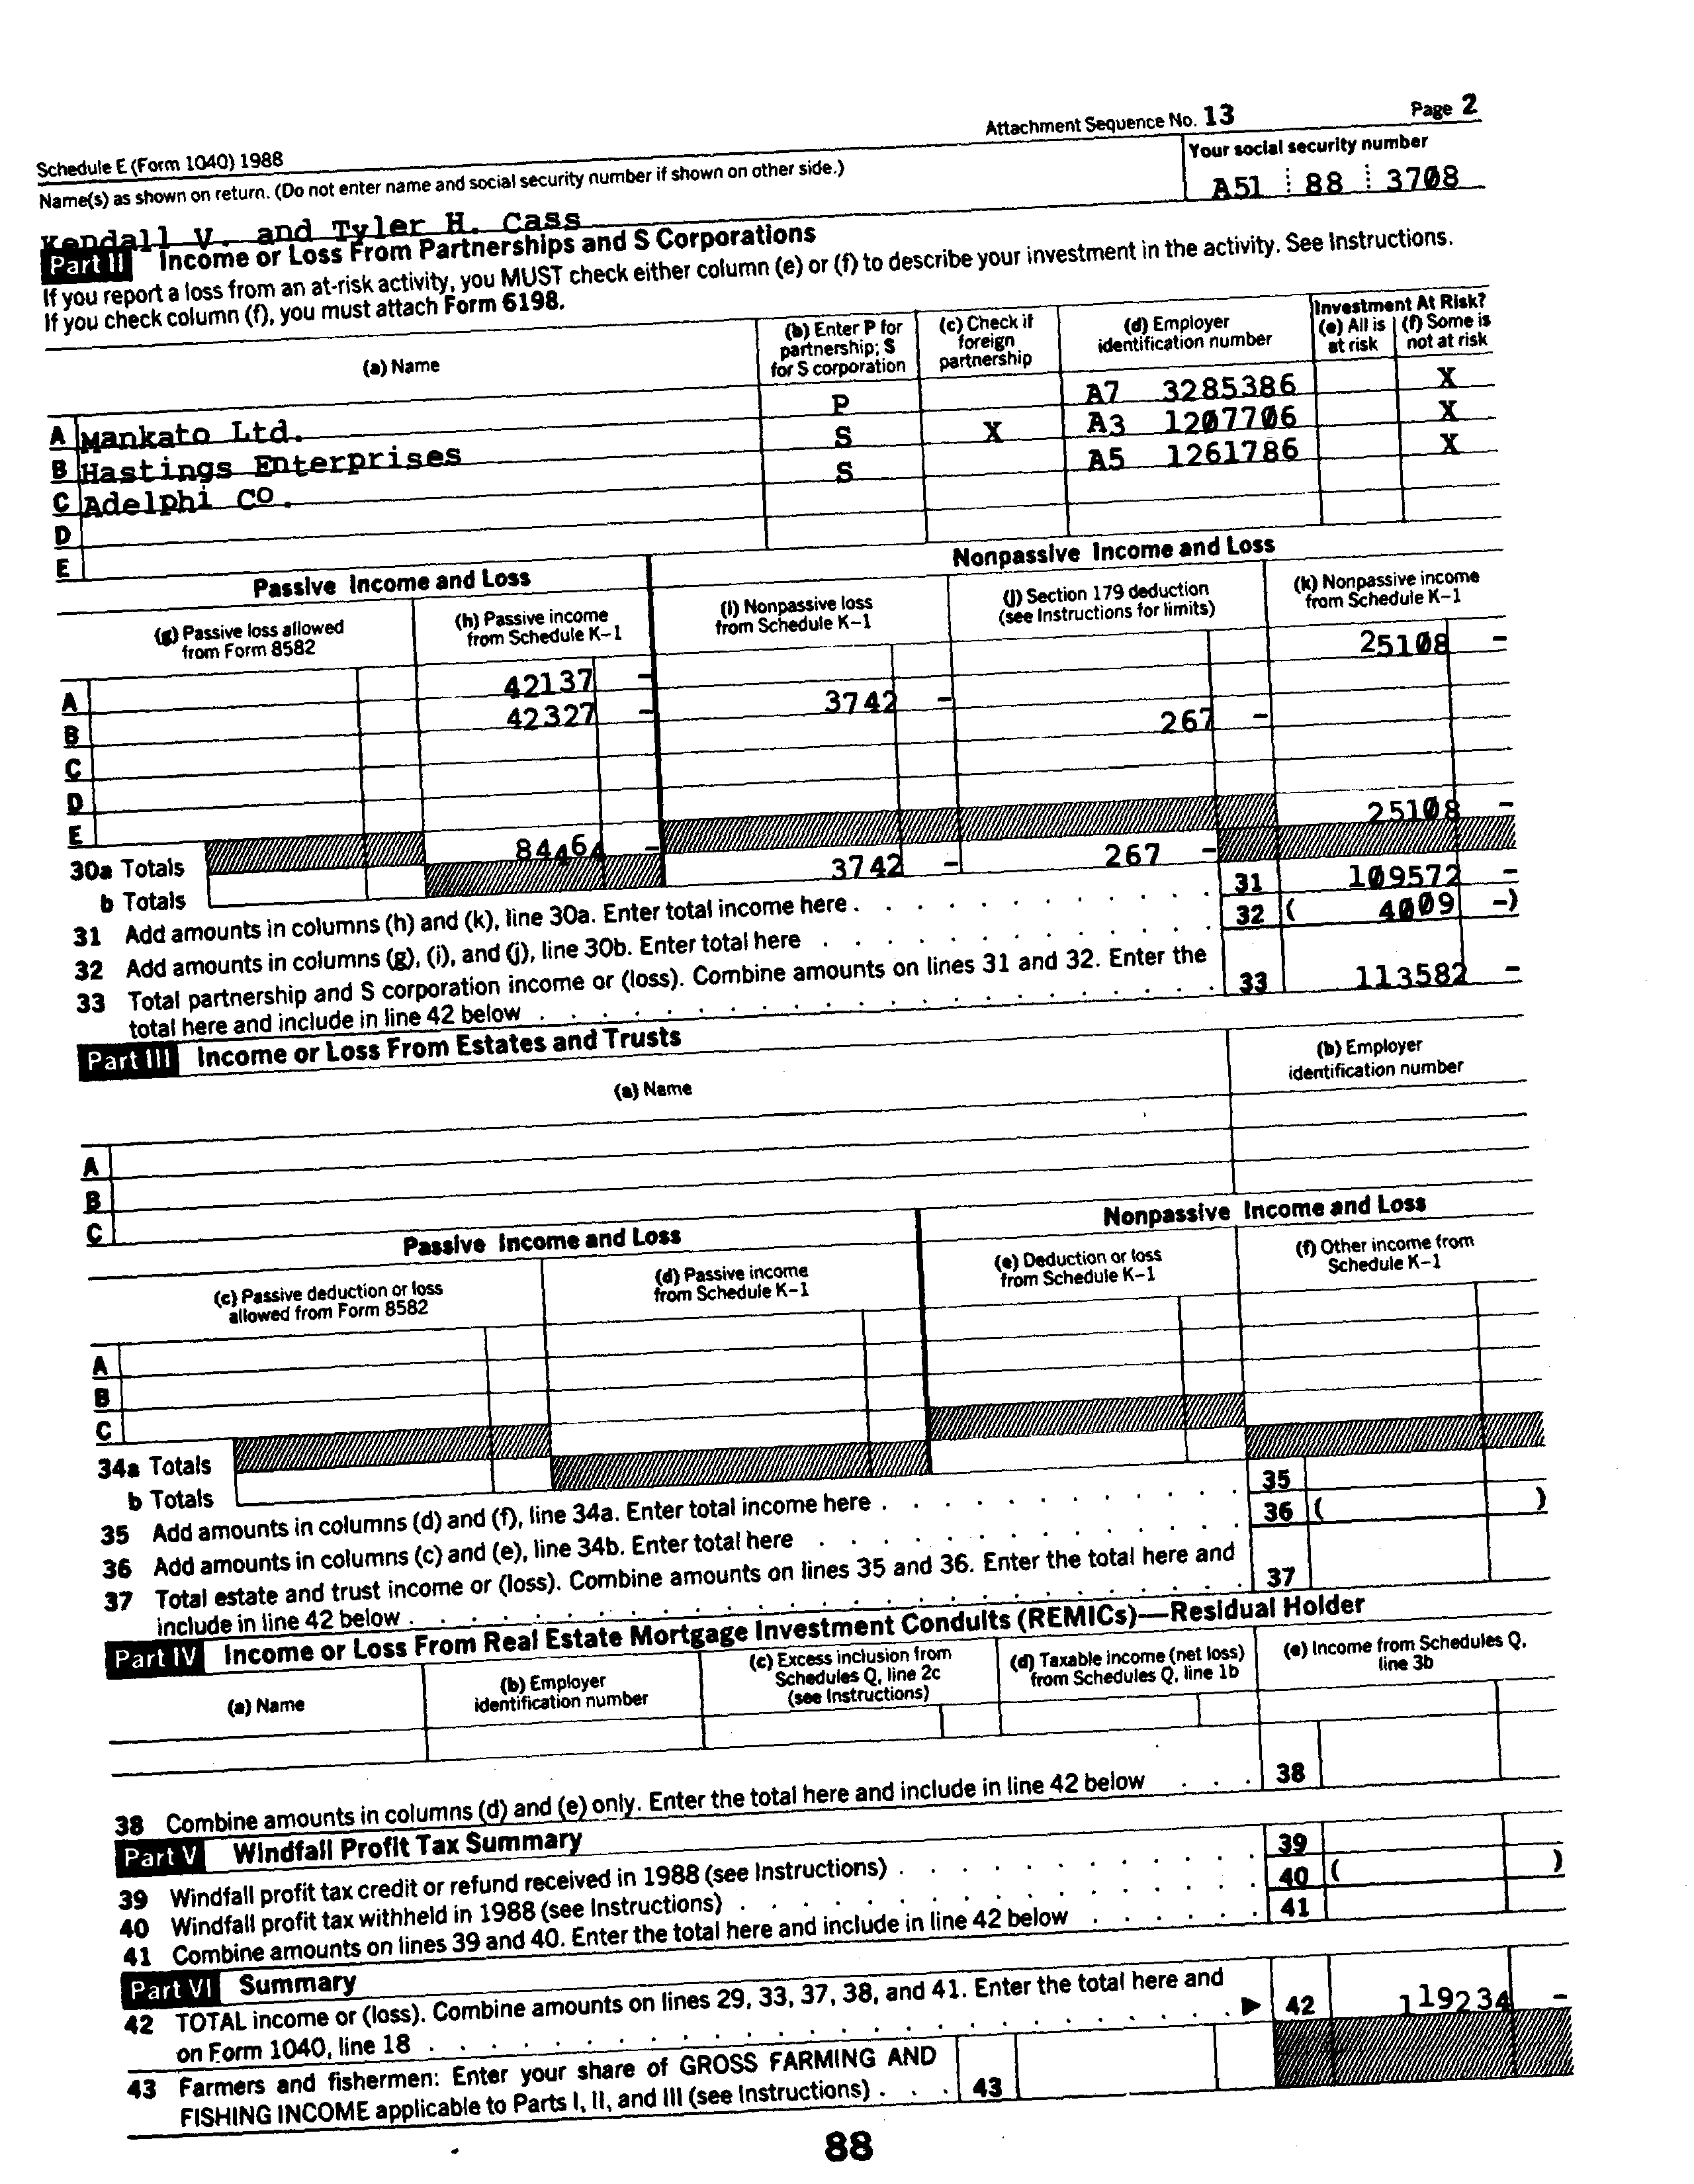 Attachment Sequence No. 13 Page 2
Schedule E (Form 1040) 1988
Name(s) as shown on return. (Do not enter name and social security number if shown on other side.)
Your social security number
Kendall V. and Tyler H. Cass
A51 88 3708
Part II Income or Loss From Partnerships and S Corporations
If you report a loss from an at-risk activity, you MUST check either column (e) or (f) to describe your investment in the activity. See Instructions.
If you check column (f), you must attach Form 6198.
(a) Name
(b) Enter P for partnership; S for S corporation
(c) Check if foreign partnership
(d) Employer identification number
Investment At Risk?
(e) All is at risk
(f) Some is not at risk
A Mankato Ltd. P A7 3285386 X
B Hastings Enterprises S X A3 1207706 X
C Adelphi CO. S A5 1261786 X
D
E
Passive Income and Loss
Nonpassive Income and Loss
(g) Passive loss allowed from Form 8582
(h) Passive income from Schedule K-1
(i) Nonpassive loss from Schedule K-1
(j) Section 179 deduction (see Instructions for limits)
(k) Nonpassive income from Schedule K-1
A 42137 - 25108 -
B 42327 - 3742 -
C 267 -
D
E
30a Totals 84464 - 25108 -
b Totals 3742 - 267 -
31 Add amounts in columns (h) and (k), line 30a. Enter total income here 31 109572 -
32 Add amounts in columns (g), (i), and (j), line 30b. Enter total here 32 ( 4009 -)
33 Total partnership and S corporation income or (loss). Combine amounts on lines 31 and 32. Enter the
total here and include in line 42 below 33 113582 -
Part III Income or Loss From Estates and Trusts
(a) Name
(b) Employer identification number
A
B
C
Passive Income and Loss
Nonpassive Income and Loss
(c) Passive deduction or loss allowed from Form 8582
(d) Passive income from Schedule K-1
(e) Deduction or loss from Schedule K-1
(f) Other income from Schedule K-1
A
B
C
34a Totals
b Totals
35 Add amounts in columns (d) and (f), line 34a. Enter total income here 35
36 Add amounts in columns (c) and (e), line 34b. Enter total here 36 ( )
37 Total estate and trust income or (loss). Combine amounts on lines 35 and 36. Enter the total here and
include in line 42 below 37
Part IV Income or Loss From Real Estate Mortgage Investment Conduits (REMICs)—Residual Holder
(a) Name
(b) Employer identification number
(c) Excess inclusion from Schedules Q, line 2c (see Instructions)
(d) Taxable income (net loss) from Schedules Q, line 1b
(e) Income from Schedules Q, line 3b
38 Combine amounts in columns (d) and (e) only. Enter the total here and include in line 42 below 38
Part V Windfall Profit Tax Summary
39 Windfall profit tax credit or refund received in 1988 (see Instructions) 39
40 Windfall profit tax withheld in 1988 (see Instructions) 40 ( )
41 Combine amounts on lines 39 and 40. Enter the total here and include in line 42 below 41
Part VI Summary
42 TOTAL income or (loss). Combine amounts on lines 29, 33, 37, 38, and 41. Enter the total here and
on Form 1040, line 18 ▶ 42 119234 -
43 Farmers and fishermen: Enter your share of GROSS FARMING AND
FISHING INCOME applicable to Parts I, II, and III (see Instructions) 43
88